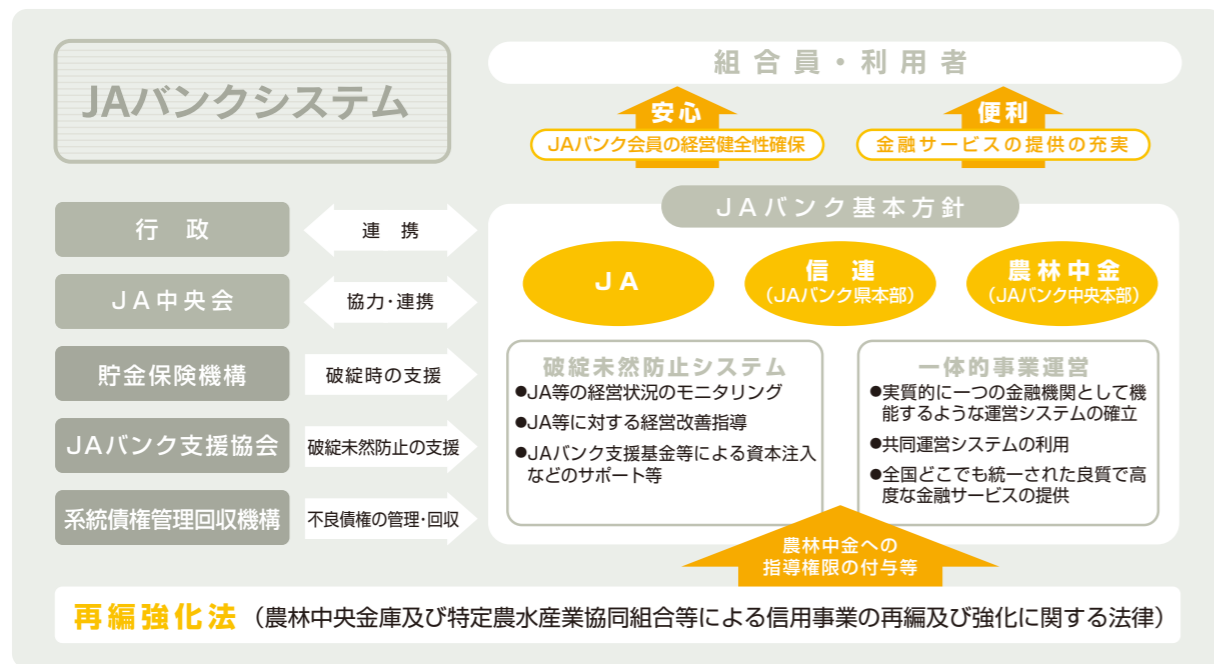 JAバンクシステム
組合員・利用者
安心
JAバンク会員の経営健全性確保
便利
金融サービスの提供の充実
行 政
連 携
JA中央会
協力・連携
貯金保険機構
破綻時の支援
JAバンク支援協会
破綻未然防止の支援
系統債権管理回収機構
不良債権の管理・回収
JAバンク基本方針
JA
信 連
（JAバンク県本部）
農林中金
（JAバンク中央本部）
破綻未然防止システム
●JA等の経営状況のモニタリング
●JA等に対する経営改善指導
●JAバンク支援基金等による資本注入
などのサポート等
一体的事業運営
●実質的に一つの金融機関として機
能するような運営システムの確立
●共同運営システムの利用
●全国どこでも統一された良質で高
度な金融サービスの提供
農林中金への
指導権限の付与等
再編強化法（農林中央金庫及び特定農水産業協同組合等による信用事業の再編及び強化に関する法律）